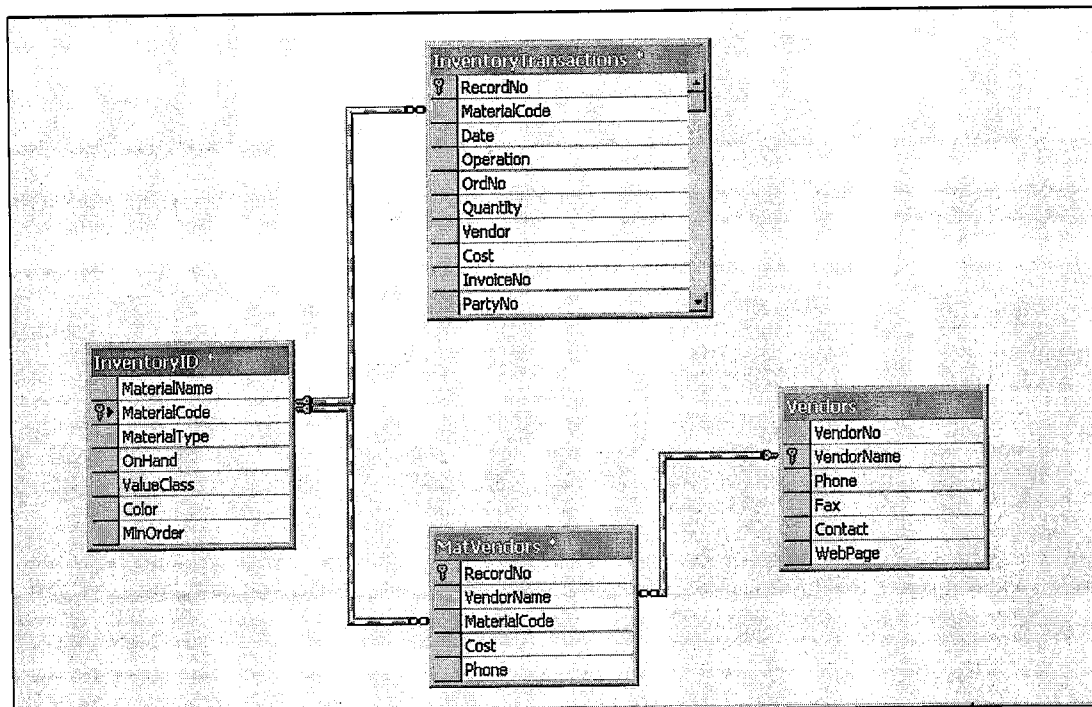 InventoryTransactions *
RecordNo
MaterialCode
Date
Operation
OrdNo
Quantity
Vendor
Cost
InvoiceNo
PartyNo
InventoryID *
MaterialName
MaterialCode
MaterialType
OnHand
ValueClass
Color
MinOrder
Vendors
VendorNo
VendorName
Phone
Fax
Contact
WebPage
MatVendors *
RecordNo
VendorName
MaterialCode
Cost
Phone